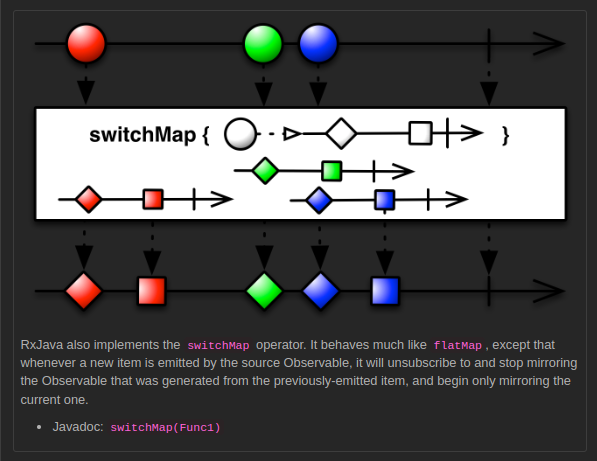 switchMap { }
RxJava also implements the switchMap operator. It behaves much like flatMap, except that
whenever a new item is emitted by the source Observable, it will unsubscribe to and stop mirroring
the Observable that was generated from the previously-emitted item, and begin only mirroring the
current one.
• Javadoc: switchMap(Func1)